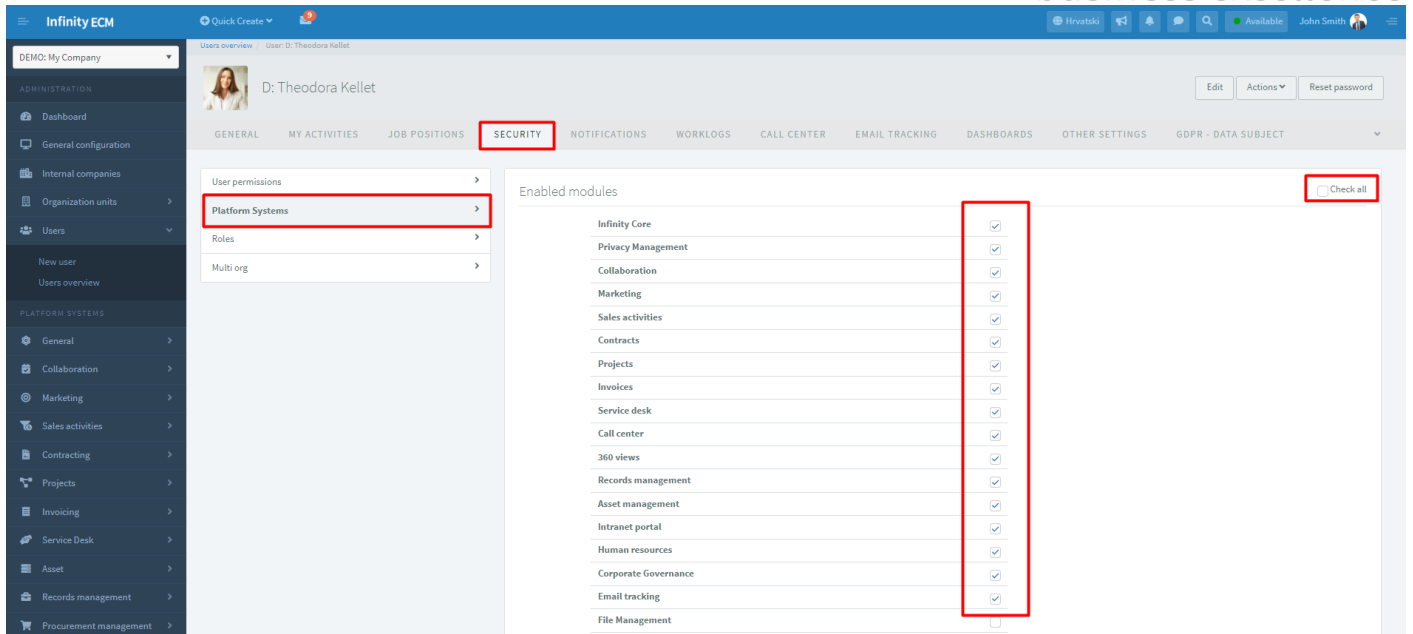 Infinity ECM
Quick Create
9
Hrvatski
Available
John Smith
DEMO: My Company
Users overview / User: D: Theodora Kellet
D: Theodora Kellet
Edit
Actions
Reset password
ADMINISTRATION
Dashboard
General configuration
Internal companies
Organization units
Users
New user
Users overview
PLATFORM SYSTEMS
General
Collaboration
Marketing
Sales activities
Contracting
Projects
Invoicing
Service Desk
Asset
Records management
Procurement management
GENERAL
MY ACTIVITIES
JOB POSITIONS
SECURITY
NOTIFICATIONS
WORKLOGS
CALL CENTER
EMAIL TRACKING
DASHBOARDS
OTHER SETTINGS
GDPR - DATA SUBJECT
User permissions
Platform Systems
Roles
Multi org
Enabled modules
Check all
Infinity Core
Privacy Management
Collaboration
Marketing
Sales activities
Contracts
Projects
Invoices
Service desk
Call center
360 views
Records management
Asset management
Intranet portal
Human resources
Corporate Governance
Email tracking
File Management